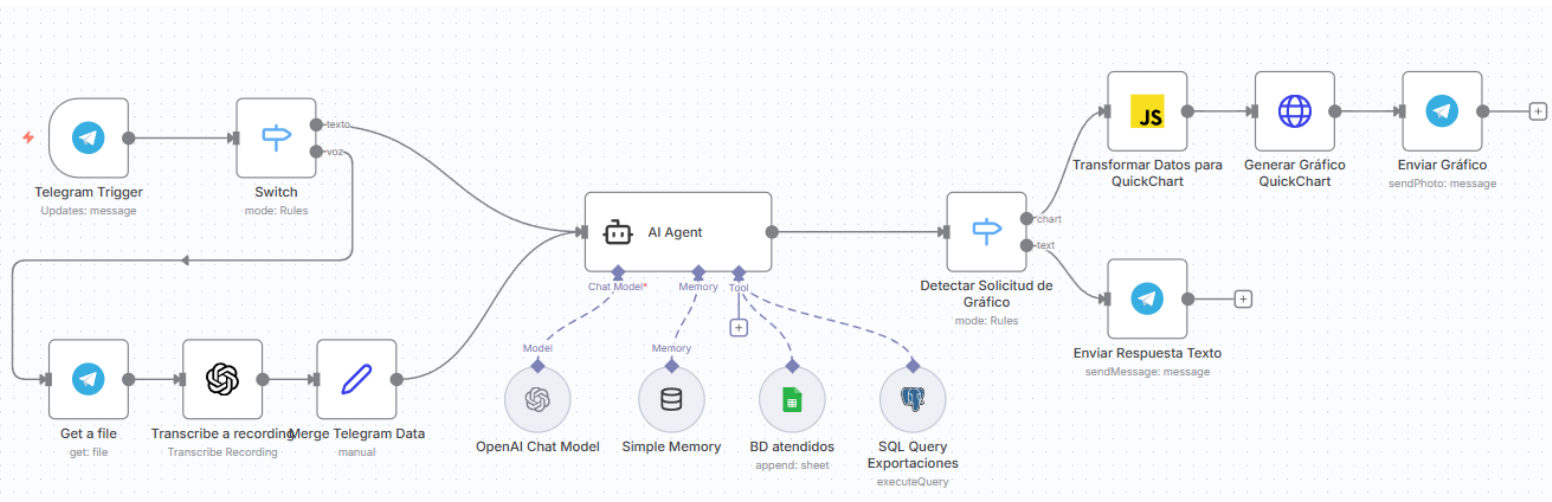 Telegram Trigger
Updates: message
Switch
mode: Rules
texto
voz
Get a file
get: file
Transcribe a recording
Transcribe Recording
Merge Telegram Data
manual
AI Agent
Chat Model*
Memory
Tool
Model
Memory
OpenAI Chat Model
Simple Memory
BD atendidos
append: sheet
SQL Query
Exportaciones
executeQuery
Detectar Solicitud de
Gráfico
mode: Rules
chart
text
JS
Transformar Datos para
QuickChart
Generar Gráfico
QuickChart
Enviar Gráfico
sendPhoto: message
Enviar Respuesta Texto
sendMessage: message